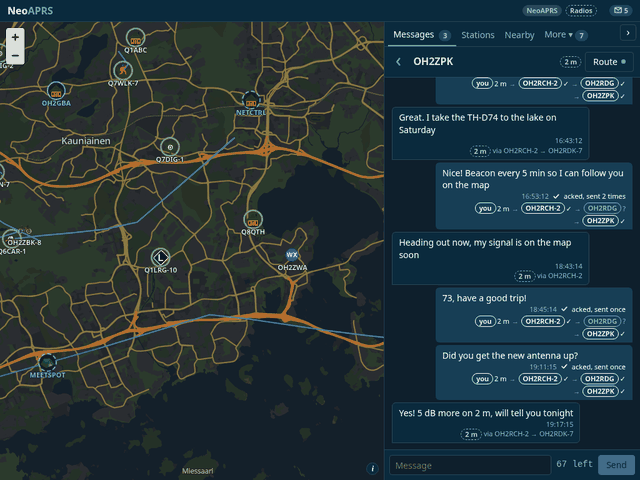 NeoAPRS
NeoAPRS
Radios
5
+
−
Q1ABC
Q7WLK-7
OH2GBA
NETCTRL
Kauniainen
Q7DIG-1
Q8QTH
OH2ZBK-8
Q6CAR-1
Q1LRG-10
WX
OH2ZWA
MEETSPOT
Miessaari
i
Messages 3
Stations
Nearby
More ▾ 7
›
‹
OH2ZPK
2 m
Route
you 2 m → OH2RCH-2 ✓ → OH2RDG ✓
→ OH2ZPK ✓
Great. I take the TH-D74 to the lake on
Saturday
16:43:12
2 m : via OH2RCH-2 → OH2RDK-7
Nice! Beacon every 5 min so I can follow you
on the map
16:53:12 ✓ acked, sent 2 times
you 2 m → OH2RCH-2 ✓ → OH2RDG ?
→ OH2ZPK ✓
Heading out now, my signal is on the map
soon
18:43:14
2 m via OH2RCH-2
73, have a good trip!
18:45:14 ✓ acked, sent once
you 2 m → OH2RCH-2 ✓ → OH2RDG ?
→ OH2ZPK ✓
Did you get the new antenna up?
19:11:15 ✓ acked, sent once
you 2 m → OH2RCH-2 ✓ → OH2RDG ✓
→ OH2ZPK ✓
Yes! 5 dB more on 2 m, will tell you tonight
19:17:15
2 m via OH2RCH-2 → OH2RDK-7
Message
67 left
Send